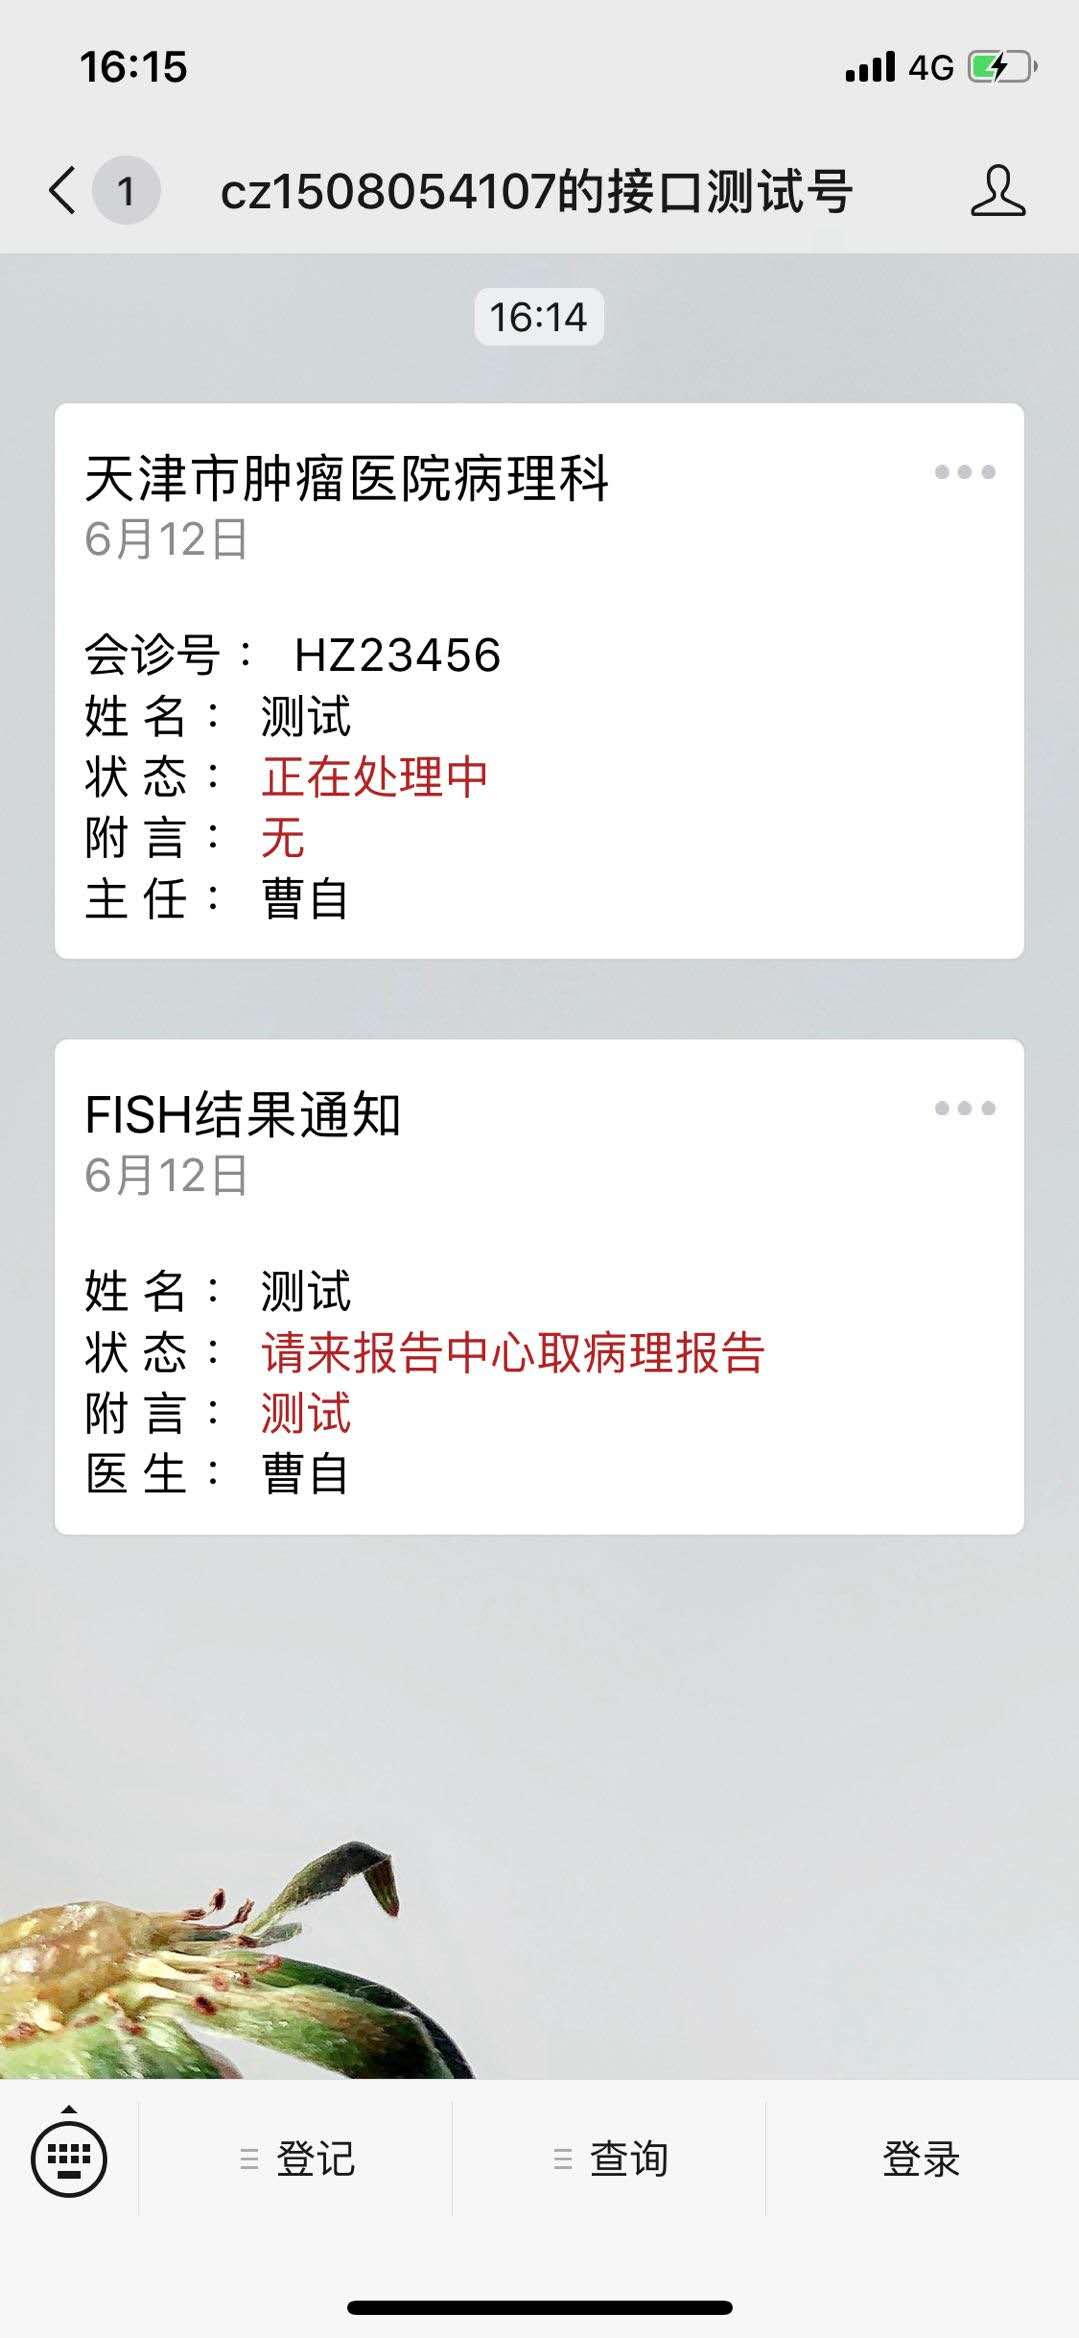 16:15
4G
1
cz1508054107的接口测试号
16:14
天津市肿瘤医院病理科
6月12日
会诊号： HZ23456
姓 名： 测试
状 态： 正在处理中
附 言： 无
主 任： 曹自
FISH结果通知
6月12日
姓 名： 测试
状 态： 请来报告中心取病理报告
附 言： 测试
医 生： 曹自
登记
查询
登录